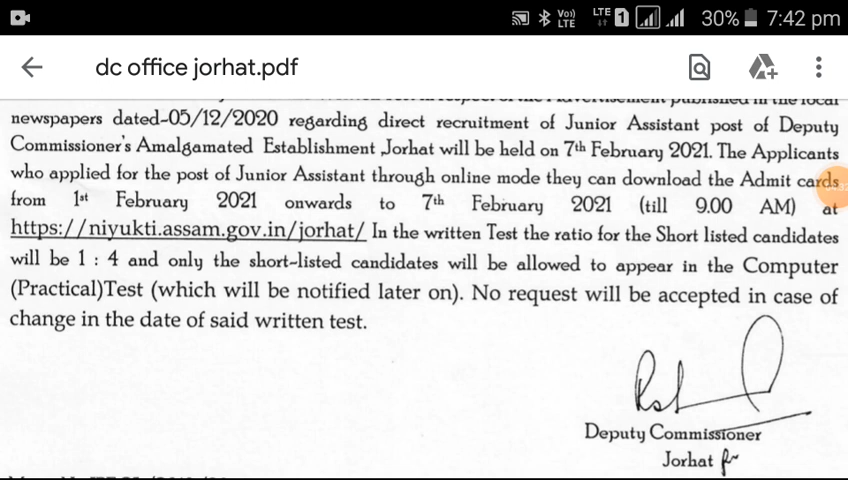 Vo))
LTE
LTE
1
30%
7:42 pm
dc office jorhat.pdf
newspapers dated-05/12/2020 regarding direct recruitment of Junior Assistant post of Deputy
Commissioner's Amalgamated Establishment ,Jorhat will be held on 7th February 2021. The Applicants
who applied for the post of Junior Assistant through online mode they can download the Admit cards
from 1st February 2021 onwards to 7th February 2021 (till 9.00 AM) at
https://niyukti.assam.gov.in/jorhat/ In the written Test the ratio for the Short listed candidates
will be 1 : 4 and only the short-listed candidates will be allowed to appear in the Computer
(Practical)Test (which will be notified later on). No request will be accepted in case of
change in the date of said written test.
Deputy Commissioner
Jorhat